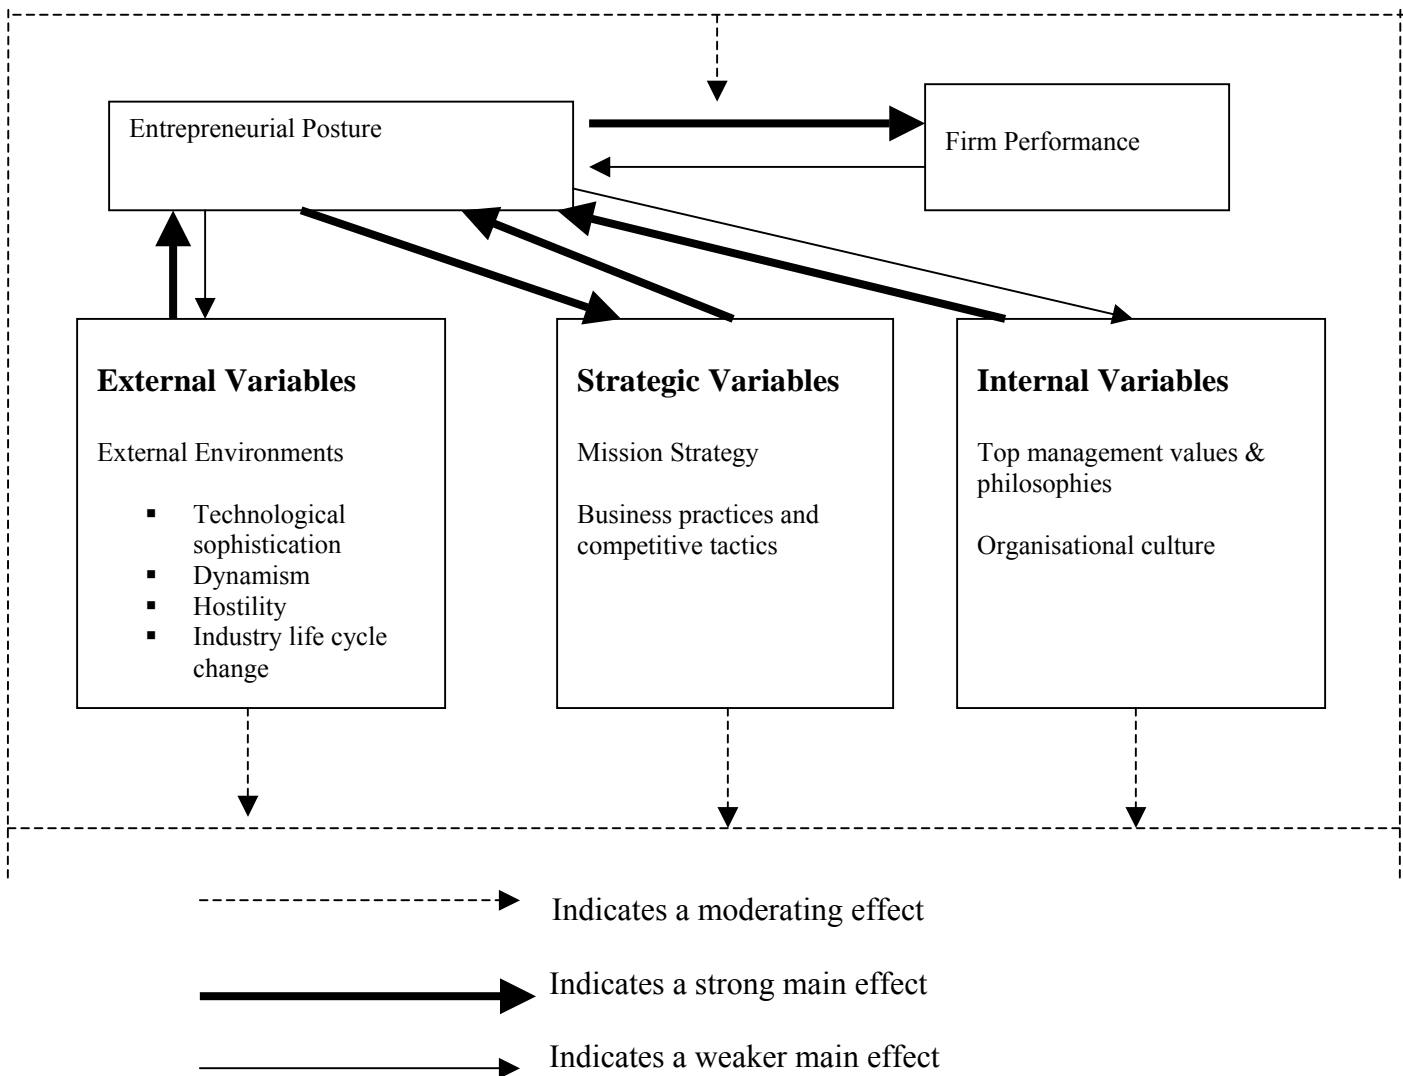 Entrepreneurial Posture
Firm Performance
External Variables
External Environments
▪ Technological
sophistication
▪ Dynamism
▪ Hostility
▪ Industry life cycle
change
Strategic Variables
Mission Strategy
Business practices and
competitive tactics
Internal Variables
Top management values &
philosophies
Organisational culture
Indicates a moderating effect
Indicates a strong main effect
Indicates a weaker main effect